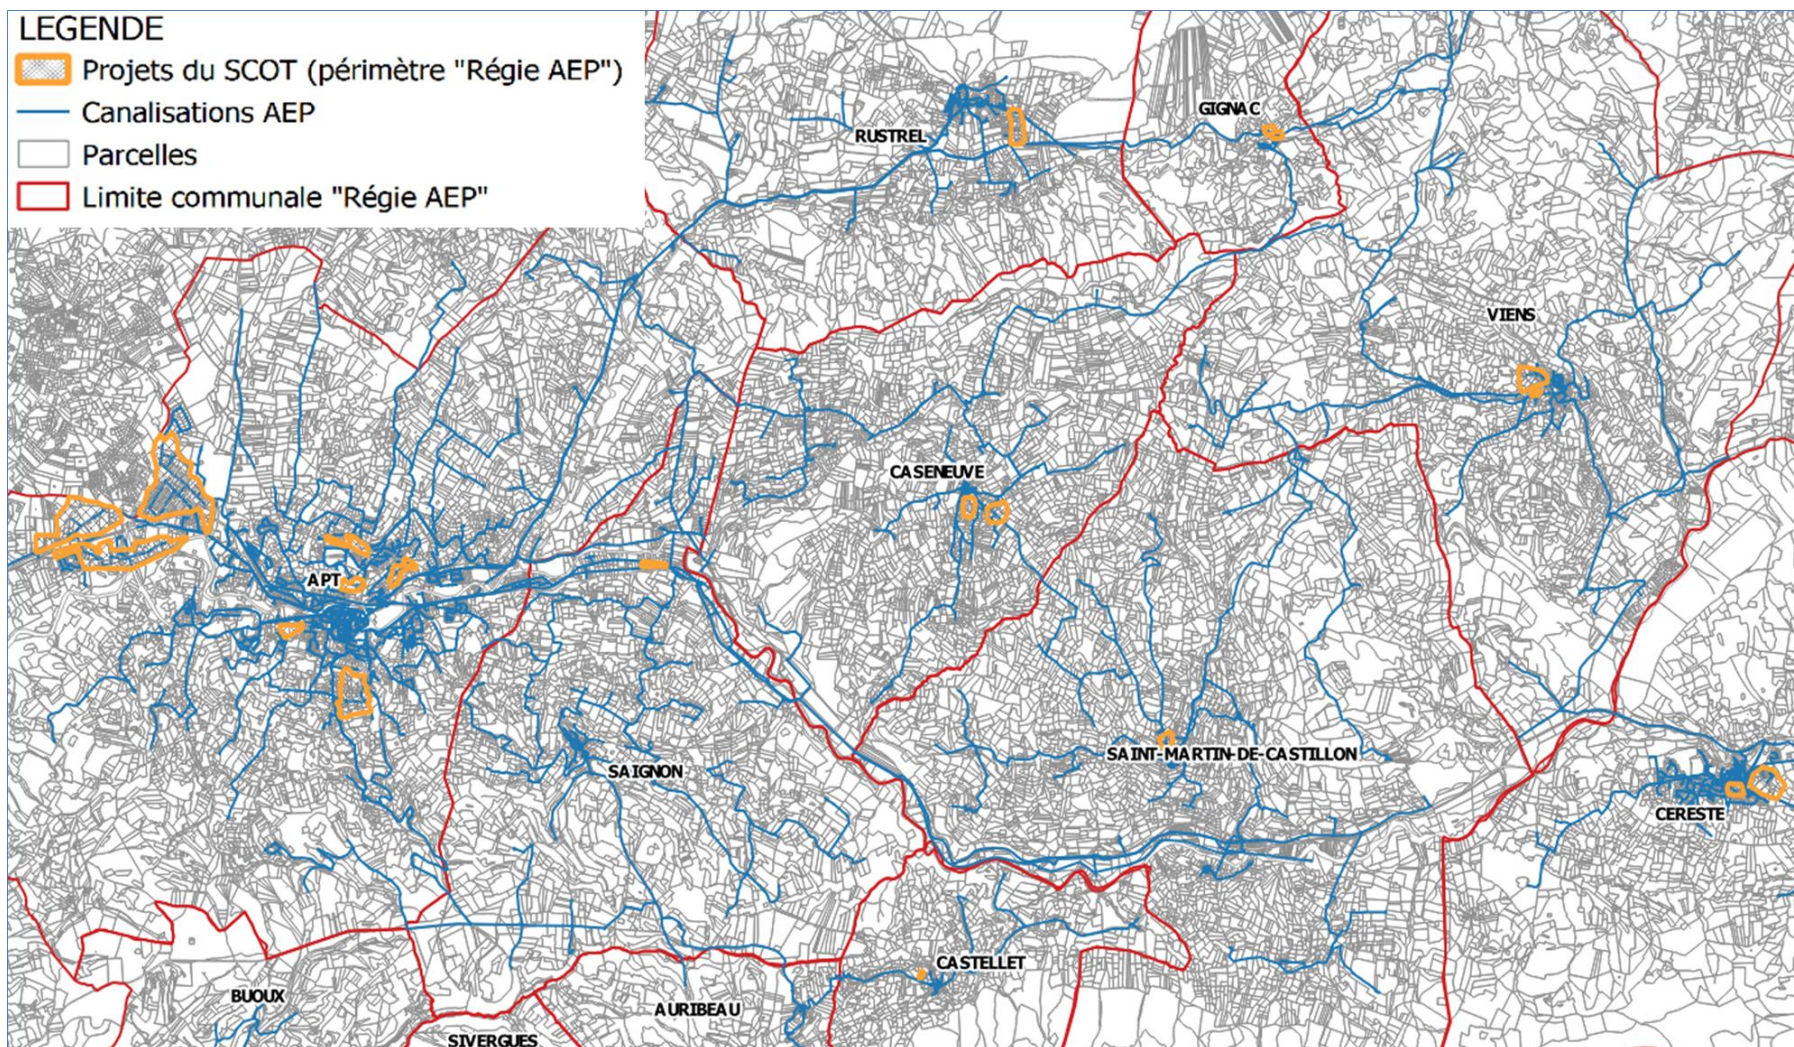 LEGENDE
Projets du SCOT (périmètre "Régie AEP")
Canalisations AEP
Parcelles
Limite communale "Régie AEP"
GIGNAC
RUSTREL
VIENS
CASENEUVE
APT
SAINT-MARTIN-DE-CASTILLON
SAIGNON
CERESTE
CASTELLET
BUOUX
AURIBEAU
SIVERGUES